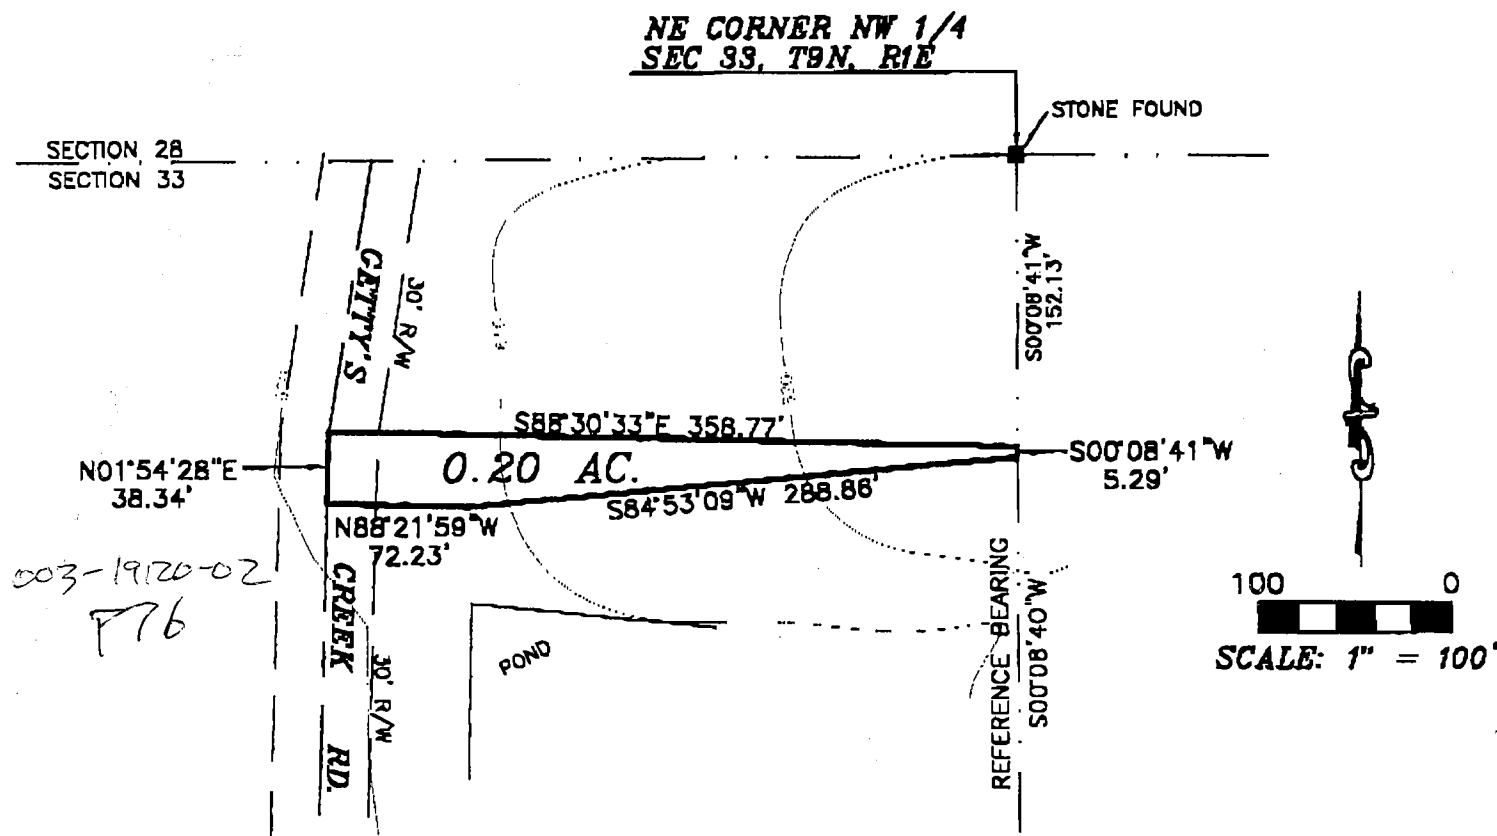 NE CORNER NW 1/4
SEC 33, T9N, R1E
STONE FOUND
SECTION 28
SECTION 33
S00°08'41"W
152.13'
GETTY'S
30' R/W
S88°30'33"E 358.77'
N01°54'28"E
38.34'
0.20 AC.
S00°08'41"W
5.29'
S84°53'09"W 288.86'
N88°21'59"W
72.23'
003-19120-02
F76
CREEK
RD.
30' R/W
POND
REFERENCE BEARING
S00°08'40"W
100 0
SCALE: 1" = 100'